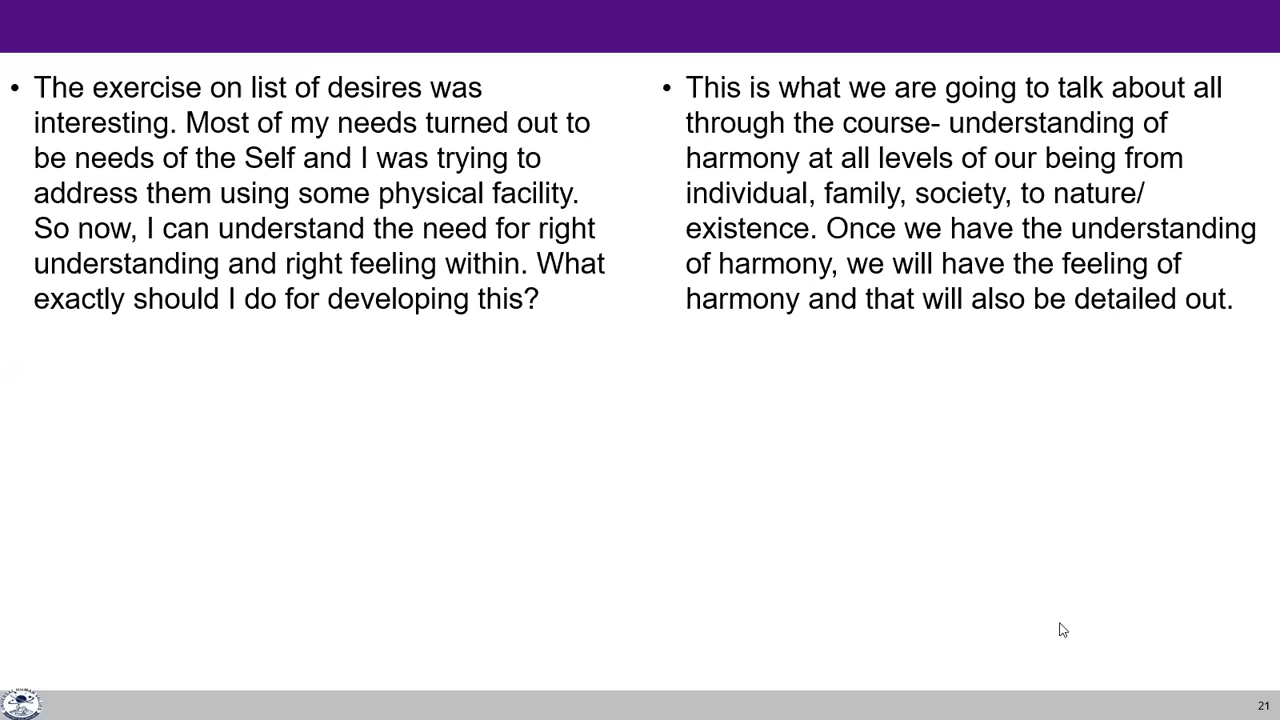 • The exercise on list of desires was
interesting. Most of my needs turned out to
be needs of the Self and I was trying to
address them using some physical facility.
So now, I can understand the need for right
understanding and right feeling within. What
exactly should I do for developing this?
• This is what we are going to talk about all
through the course- understanding of
harmony at all levels of our being from
individual, family, society, to nature/
existence. Once we have the understanding
of harmony, we will have the feeling of
harmony and that will also be detailed out.
21